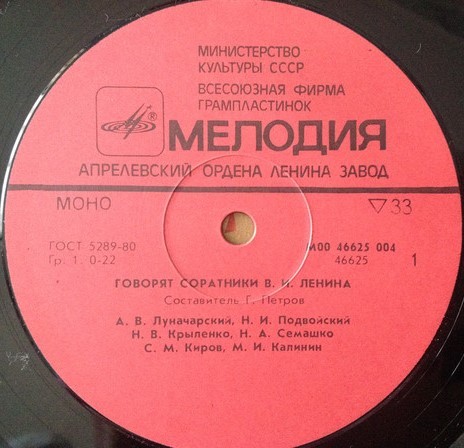 МИНИСТЕРСТВО
КУЛЬТУРЫ СССР
ВСЕСОЮЗНАЯ ФИРМА
ГРАМПЛАСТИНОК
®
МЕЛОДИЯ
АПРЕЛЕВСКИЙ ОРДЕНА ЛЕНИНА ЗАВОД
МОНО ▽33
ГОСТ 5289-80 М00 46625 004
Гр. 1. 0-22 46625 1
ГОВОРЯТ СОРАТНИКИ В. И. ЛЕНИНА
Составитель Г. Петров
А. В. Луначарский, Н. И. Подвойский
Н. В. Крыленко, Н. А. Семашко
С. М. Киров, М. И. Калинин